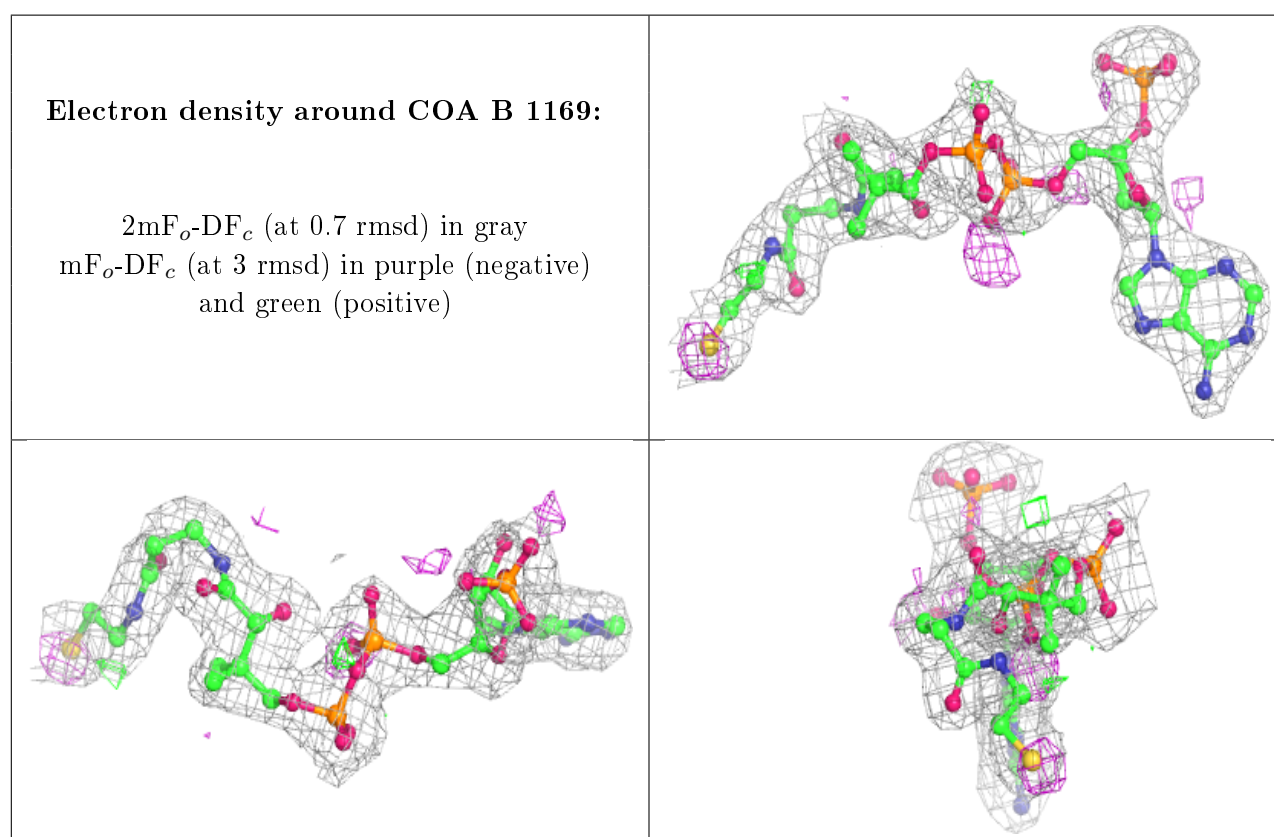 Electron density around COA B 1169:
2mFo-DFc (at 0.7 rmsd) in gray
mFo-DFc (at 3 rmsd) in purple (negative)
and green (positive)